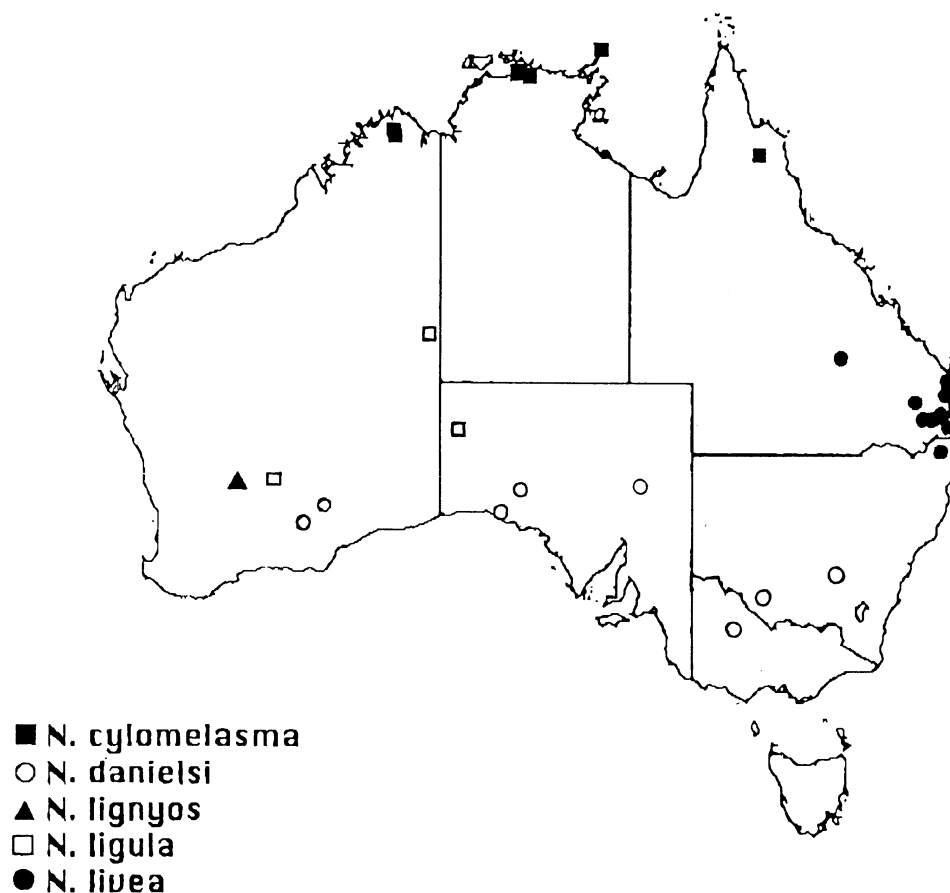 N. cylomelasma
N. danielsi
N. lignyos
N. ligula
N. livea